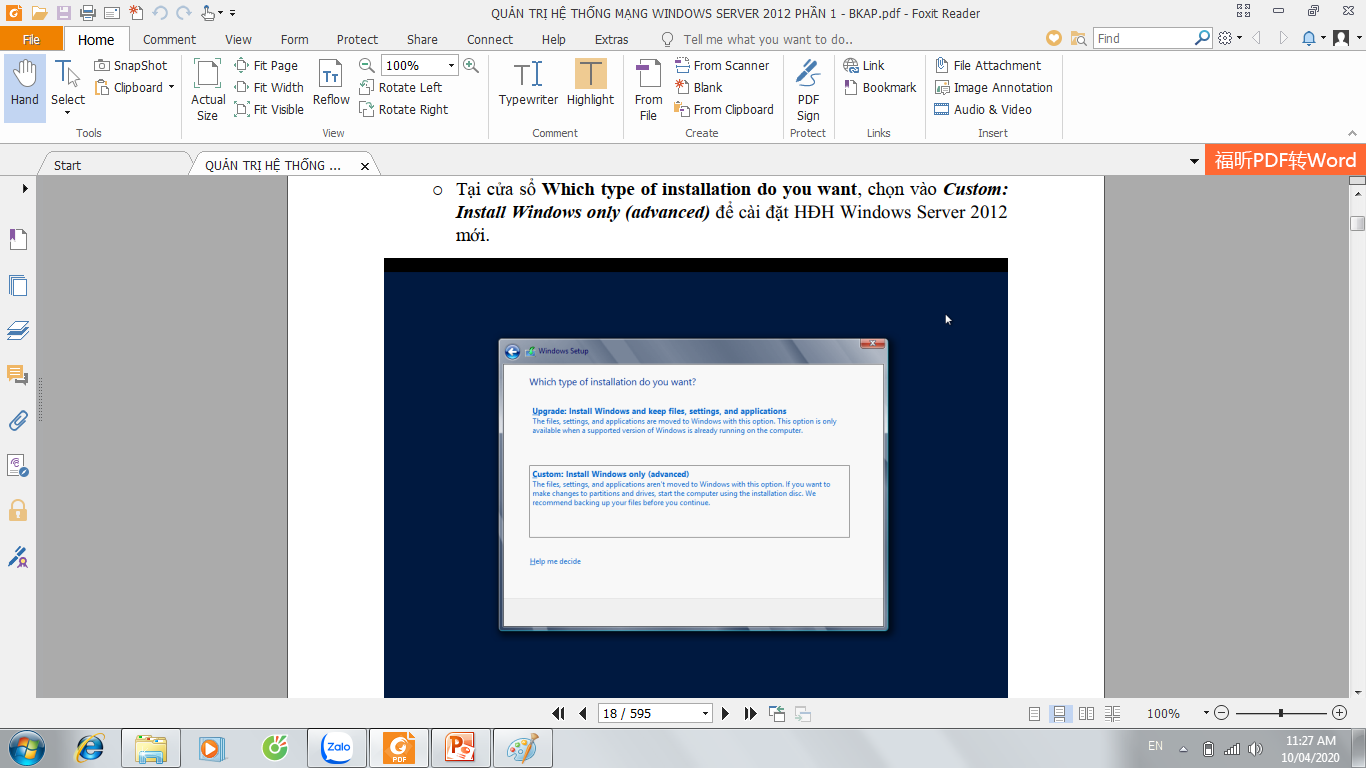 QUẢN TRỊ HỆ THỐNG MẠNG WINDOWS SERVER 2012 PHẦN 1 - BKAP.pdf - Foxit Reader
File Home Comment View Form Protect Share Connect Help Extras Tell me what you want to do.. Find
Hand
Select
SnapShot
Clipboard
Tools
Actual Size
Fit Page
Fit Width
Fit Visible
Reflow
100%
Rotate Left
Rotate Right
View
Typewriter
Highlight
Comment
From File
From Scanner
Blank
From Clipboard
Create
PDF Sign
Protect
Link
Bookmark
Links
File Attachment
Image Annotation
Audio & Video
Insert
Start
QUẢN TRỊ HỆ THỐNG ...
福昕PDF转Word
o Tại cửa sổ Which type of installation do you want, chọn vào Custom:
Install Windows only (advanced) để cài đặt HĐH Windows Server 2012
mới.
Windows Setup
Which type of installation do you want?
Upgrade: Install Windows and keep files, settings, and applications
The files, settings, and applications are moved to Windows with this option. This option is only
available when a supported version of Windows is already running on the computer.
Custom: Install Windows only (advanced)
The files, settings, and applications aren't moved to Windows with this option. If you want to
make changes to partitions and drives, start the computer using the installation disc. We
recommend backing up your files before you continue.
Help me decide
18 / 595
100%
Zalo
PDF
EN
11:27 AM
10/04/2020